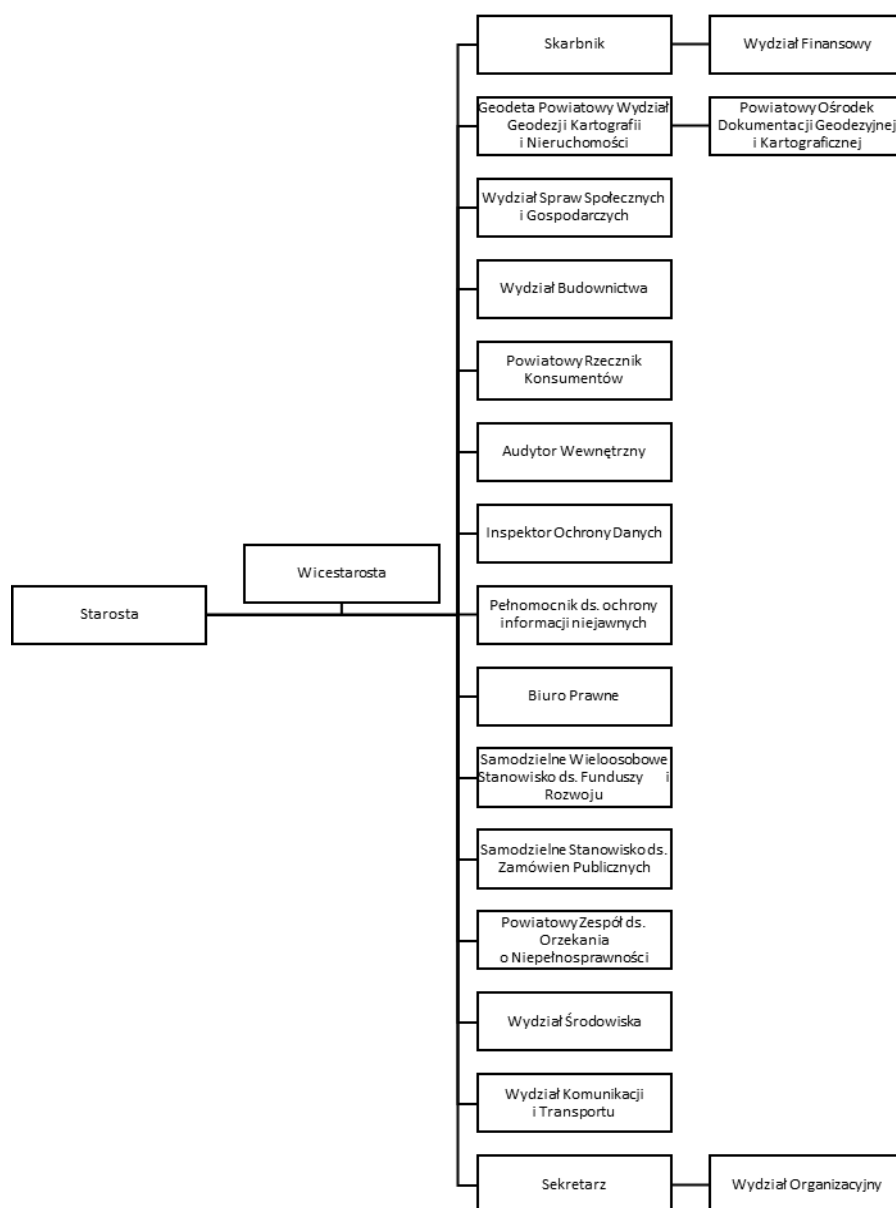 Starosta
Wicestarosta
Skarbnik
Wydział Finansowy
Geodeta Powiatowy Wydział
Geodezji Kartografii
i Nieruchomości
Powiatowy Ośrodek
Dokumentacji Geodezyjnej
i Kartograficznej
Wydział Spraw Społecznych
i Gospodarczych
Wydział Budownictwa
Powiatowy Rzecznik
Konsumentów
Audytor Wewnętrzny
Inspektor Ochrony Danych
Pełnomocnik ds. ochrony
informacji niejawnych
Biuro Prawne
Samodzielne Wieloosobowe
Stanowisko ds. Funduszy i
Rozwoju
Samodzielne Stanowisko ds.
Zamówien Publicznych
Powiatowy Zespół ds.
Orzekania
o Niepełnosprawności
Wydział Środowiska
Wydział Komunikacji
i Transportu
Sekretarz
Wydział Organizacyjny